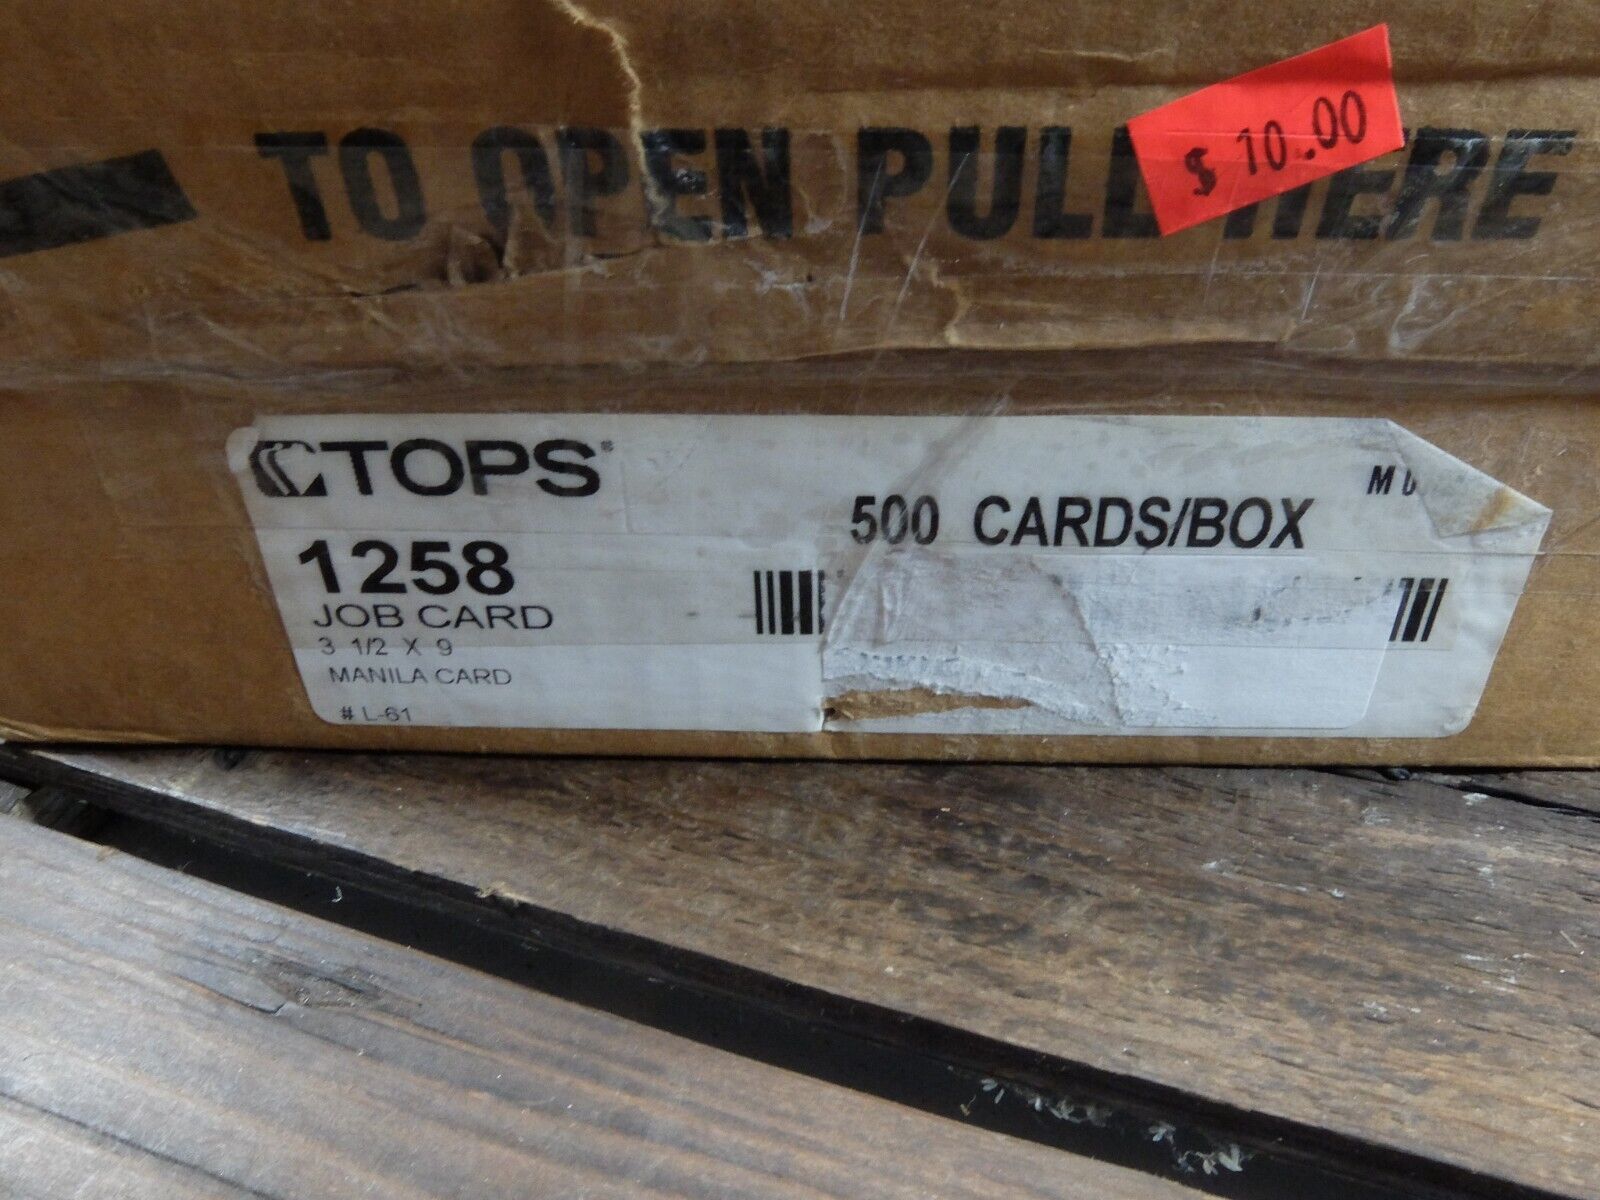 TO OPEN PULL HERE
$ 10.00
TOPS®
500 CARDS/BOX
1258
JOB CARD
3 1/2 X 9
MANILA CARD
# L-61